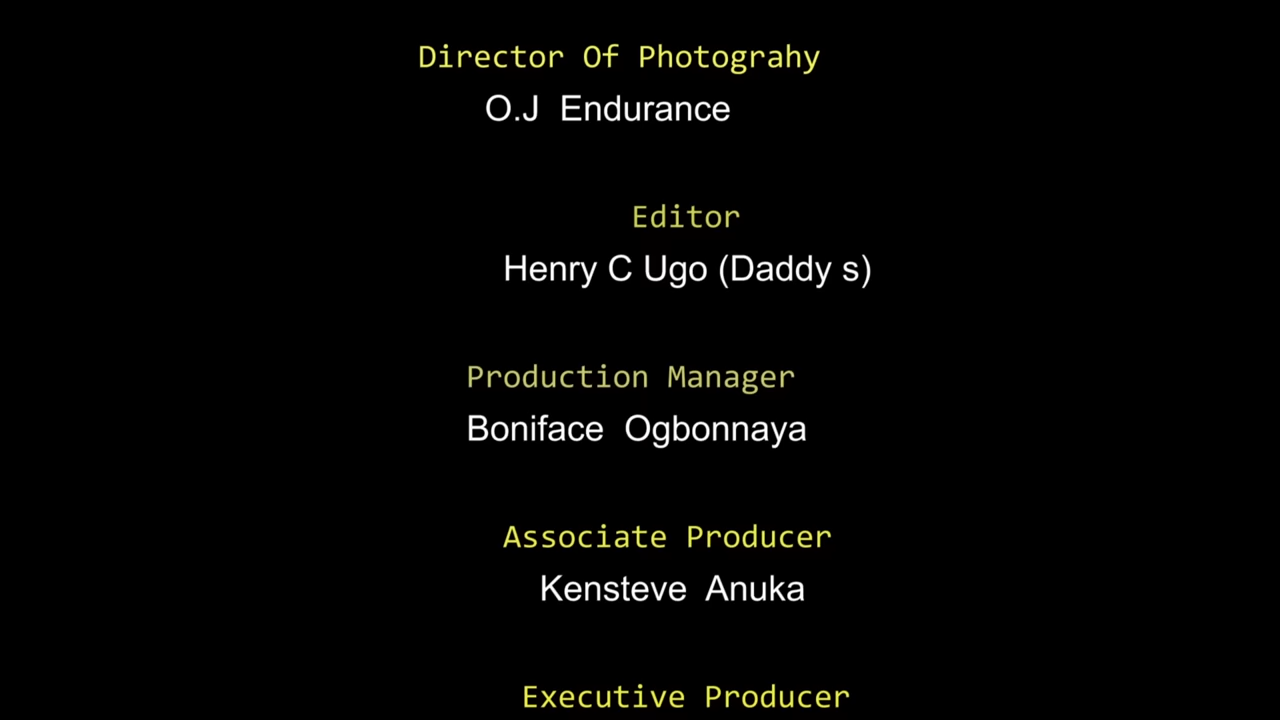 Director Of Photograhy
O.J Endurance
Editor
Henry C Ugo (Daddy s)
Production Manager
Boniface Ogbonnaya
Associate Producer
Kensteve Anuka
Executive Producer